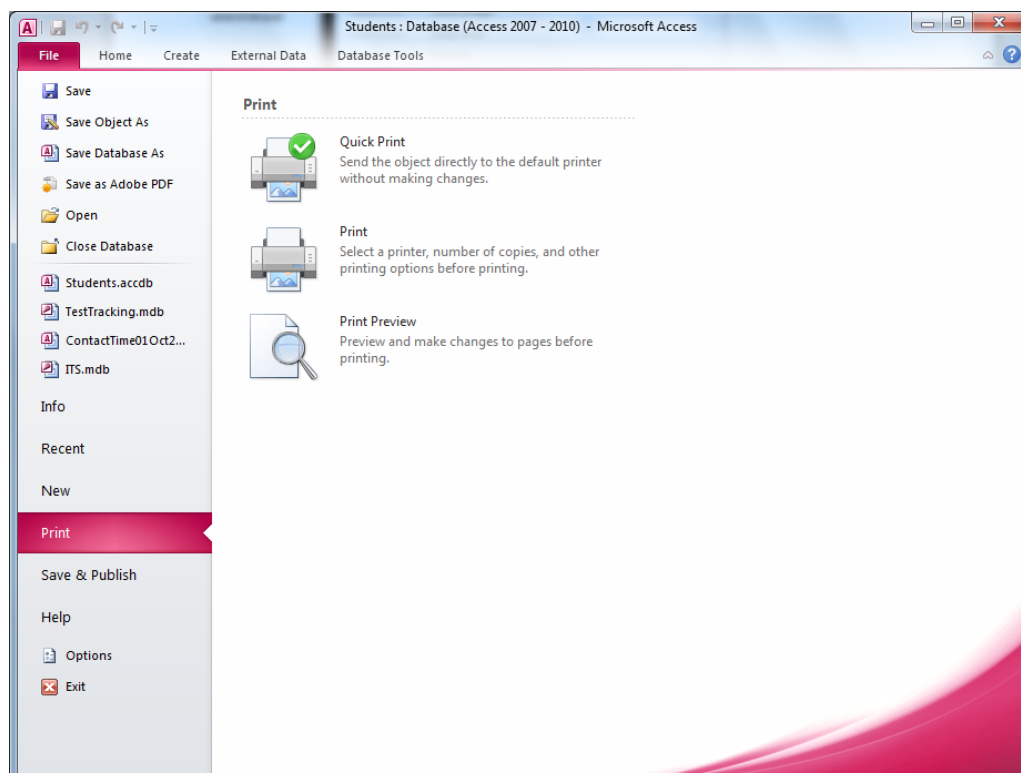 Students : Database (Access 2007 - 2010) - Microsoft Access
File Home Create External Data Database Tools
Save
Save Object As
Save Database As
Save as Adobe PDF
Open
Close Database
Students.accdb
TestTracking.mdb
ContactTime01Oct2...
ITS.mdb
Info
Recent
New
Print
Save & Publish
Help
Options
Exit
Print
Quick Print
Send the object directly to the default printer
without making changes.
Print
Select a printer, number of copies, and other
printing options before printing.
Print Preview
Preview and make changes to pages before
printing.